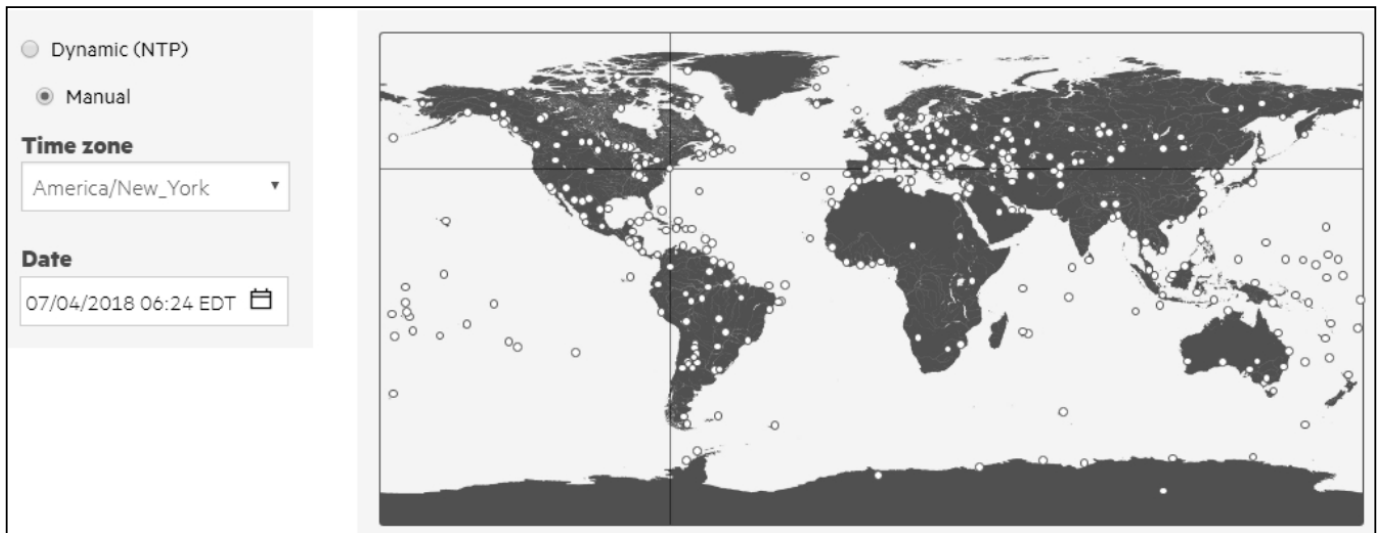 Dynamic (NTP)
Manual
Time zone
America/New_York
Date
07/04/2018 06:24 EDT